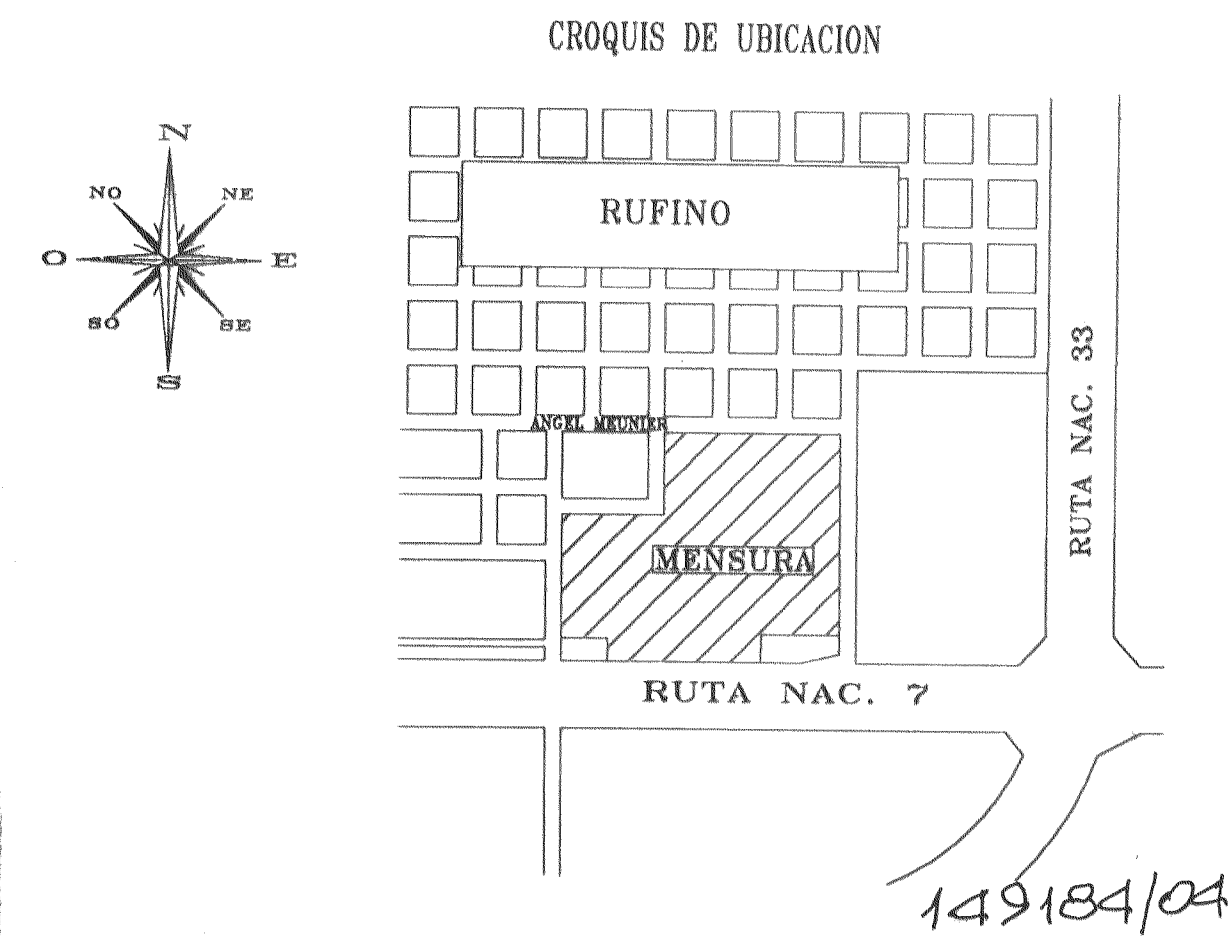 CROQUIS DE UBICACION
N
NO NE
O E
SO SE
S
RUFINO
ANGEL MEUNIER
MENSURA
RUTA NAC. 33
RUTA NAC. 7
149184/04